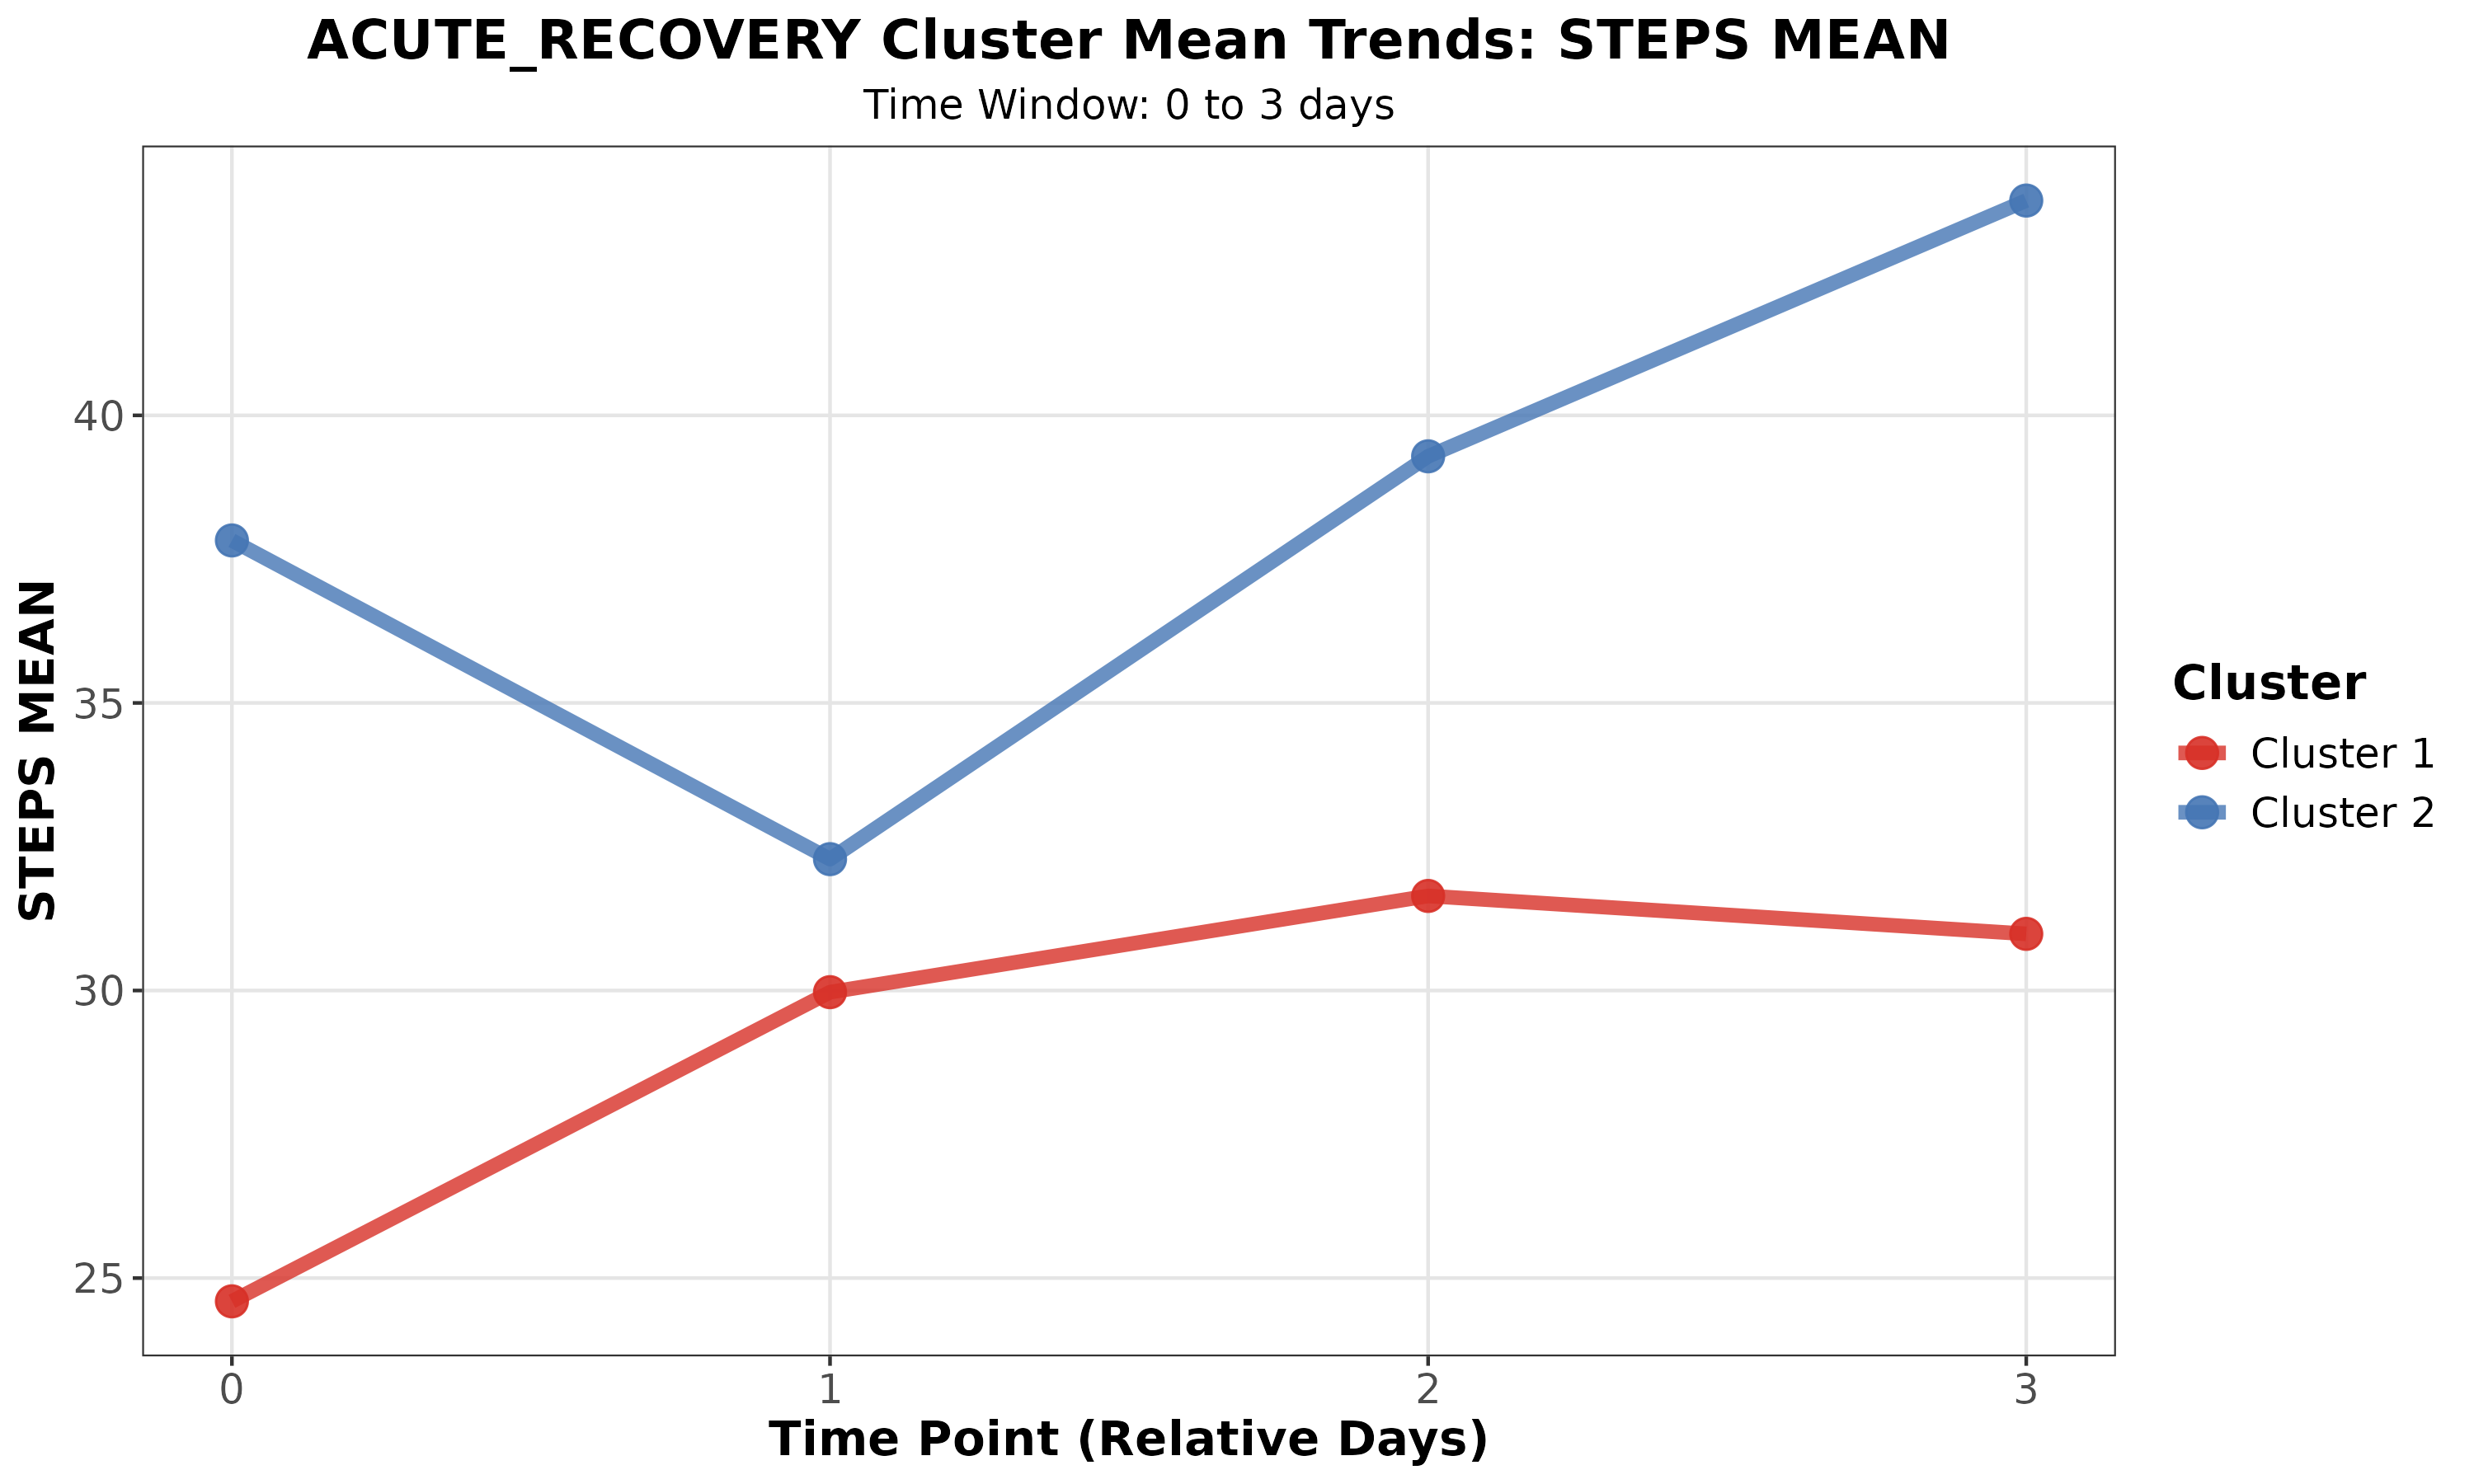 ACUTE_RECOVERY Cluster Mean Trends: STEPS MEAN
Time Window: 0 to 3 days
STEPS MEAN
40
35
30
25
0 1 2 3
Time Point (Relative Days)
Cluster
Cluster 1
Cluster 2